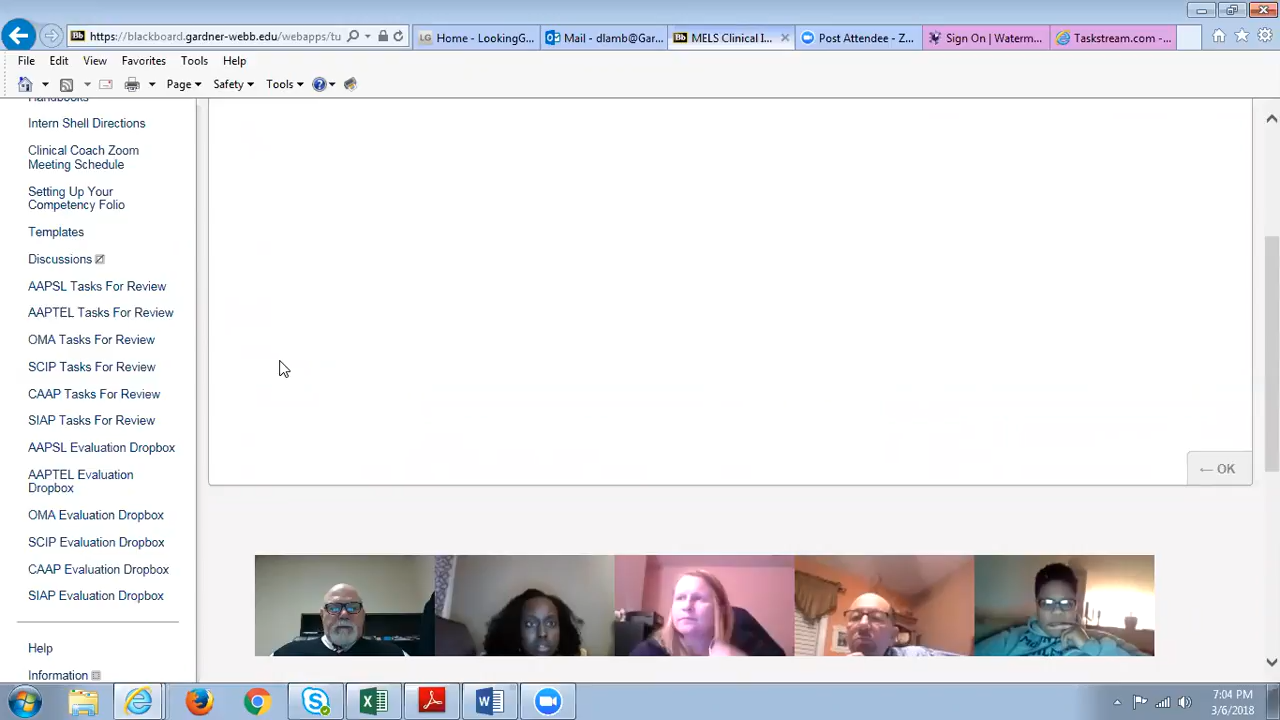 https://blackboard.gardner-webb.edu/webapps/tu
Home - LookingG...
Mail - dlamb@Gar...
MELS Clinical I...
Post Attendee - Z...
Sign On | Waterm...
Taskstream.com -...
File Edit View Favorites Tools Help
Page Safety Tools
Handbooks
Intern Shell Directions
Clinical Coach Zoom
Meeting Schedule
Setting Up Your
Competency Folio
Templates
Discussions
AAPSL Tasks For Review
AAPTEL Tasks For Review
OMA Tasks For Review
SCIP Tasks For Review
CAAP Tasks For Review
SIAP Tasks For Review
AAPSL Evaluation Dropbox
AAPTEL Evaluation
Dropbox
OMA Evaluation Dropbox
SCIP Evaluation Dropbox
CAAP Evaluation Dropbox
SIAP Evaluation Dropbox
Help
Information
← OK
7:04 PM
3/6/2018